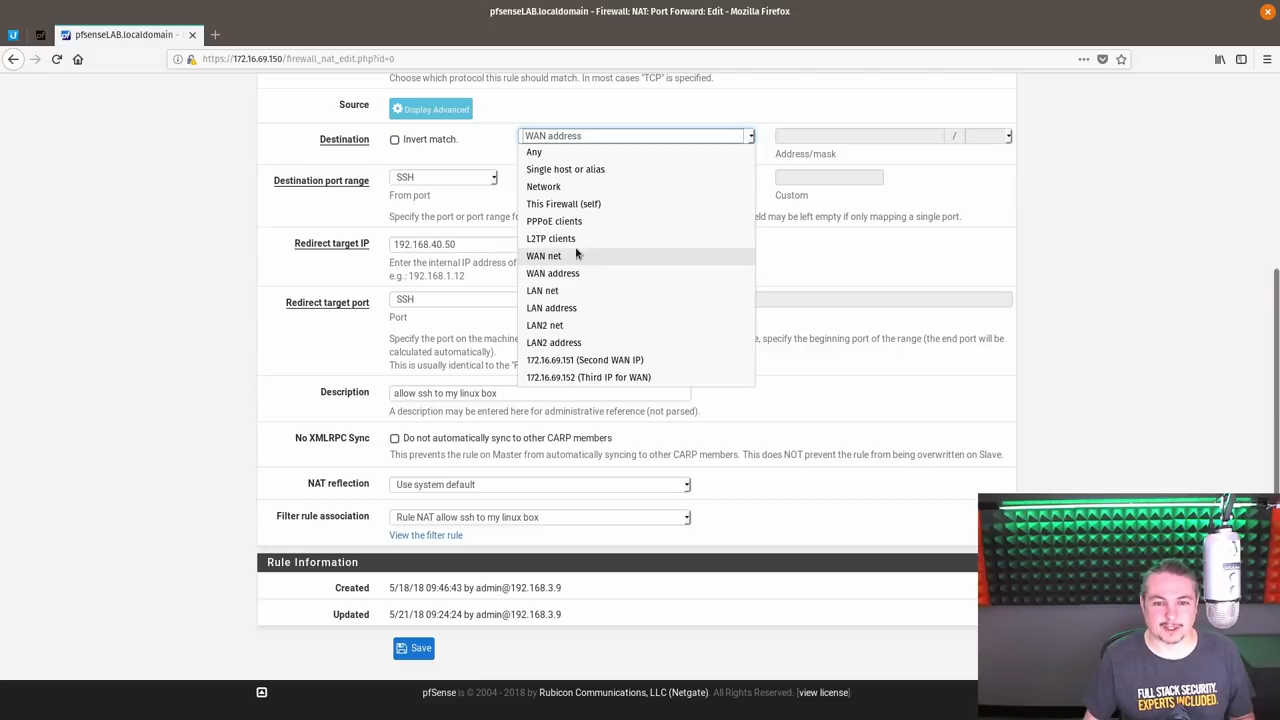 pfsenseLAB.localdomain - Firewall: NAT: Port Forward: Edit - Mozilla Firefox
pfsenseLAB.localdomain - 
https://172.16.69.150/firewall_nat_edit.php?id=0
Choose which protocol this rule should match. In most cases "TCP" is specified.
Source
Display Advanced
Destination
Invert match.
WAN address
/
Address/mask
Any
Single host or alias
Network
This Firewall (self)
PPPoE clients
L2TP clients
WAN net
WAN address
LAN net
LAN address
LAN2 net
LAN2 address
172.16.69.151 (Second WAN IP)
172.16.69.152 (Third IP for WAN)
Destination port range
SSH
From port
Custom
Specify the port or port range fo
eld may be left empty if only mapping a single port.
Redirect target IP
192.168.40.50
Enter the internal IP address of
e.g.: 192.168.1.12
Redirect target port
SSH
Port
Specify the port on the machine
e, specify the beginning port of the range (the end port will be
calculated automatically).
This is usually identical to the "F
Description
allow ssh to my linux box
A description may be entered here for administrative reference (not parsed).
No XMLRPC Sync
Do not automatically sync to other CARP members
This prevents the rule on Master from automatically syncing to other CARP members. This does NOT prevent the rule from being overwritten on Slave.
NAT reflection
Use system default
Filter rule association
Rule NAT allow ssh to my linux box
View the filter rule
Rule Information
Created
5/18/18 09:46:43 by admin@192.168.3.9
Updated
5/21/18 09:24:24 by admin@192.168.3.9
Save
pfSense is © 2004 - 2018 by Rubicon Communications, LLC (Netgate). All Rights Reserved. [view license]
FULL STACK SECURITY.
EXPERTS INCLUDED.